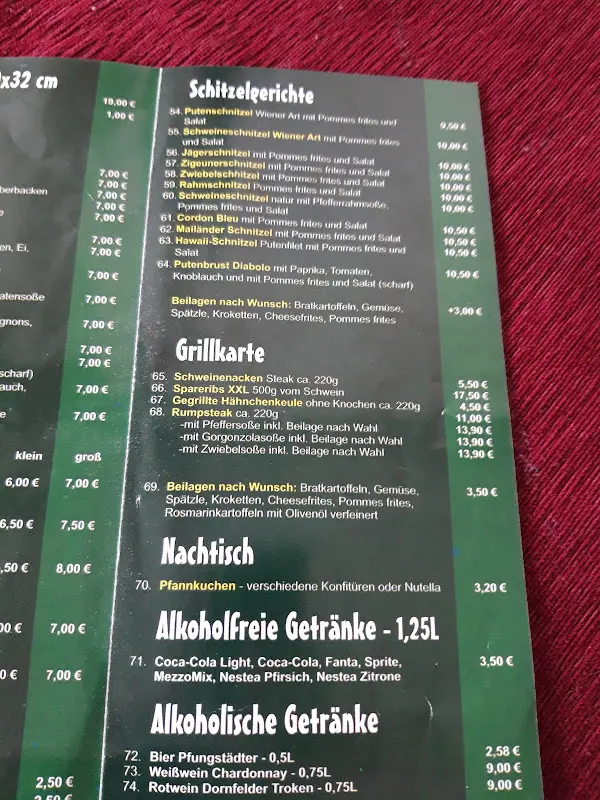 x32 cm
19,00 €
1,00 €
7,00 €
7,00 €
berbacken
7,00 €
7,00 €
7,00 €
en, Ei,
7,00 €
7,00 €
atensoße
7,00 €
gnons,
7,00 €
7,00 €
7,00 €
scharf)
auch,
7,00 €
klein groß
6,00 € 7,00 €
6,50 € 7,50 €
,50 € 8,00 €
00 € 7,00 €
0 € 7,00 €
2,50 €
2,50 €
Schitzelgerichte
54. Putenschnitzel Wiener Art mit Pommes frites und
Salat 9,50 €
55. Schweineschnitzel Wiener Art mit Pommes frites
und Salat 10,00 €
56. Jägerschnitzel mit Pommes frites und Salat 10,00 €
57. Zigeunerschnitzel mit Pommes frites und Salat 10,00 €
58. Zwiebelschnitzel mit Pommes frites und Salat 10,00 €
59. Rahmschnitzel Pommes frites und Salat 10,00 €
60. Schweineschnitzel natur mit Pfefferrahmsoße,
Pommes frites und Salat 10,00 €
61. Cordon Bleu mit Pommes frites und Salat 10,50 €
62. Mailänder Schnitzel mit Pommes frites und Salat 10,50 €
63. Hawaii-Schnitzel Putenfilet mit Pommes frites und
Salat 10,50 €
64. Putenbrust Diabolo mit Paprika, Tomaten,
Knoblauch und mit Pommes frites und Salat (scharf) 10,50 €
Beilagen nach Wunsch: Bratkartoffeln, Gemüse,
Spätzle, Kroketten, Cheesefrites, Pommes frites +3,00 €
Grillkarte
65. Schweinenacken Steak ca. 220g 5,50 €
66. Spareribs XXL 500g vom Schwein 17,50 €
67. Gegrillte Hähnchenkeule ohne Knochen ca. 220g 4,50 €
68. Rumpsteak ca. 220g 11,00 €
-mit Pfeffersoße inkl. Beilage nach Wahl 13,90 €
-mit Gorgonzolasoße inkl. Beilage nach Wahl 13,90 €
-mit Zwiebelsoße inkl. Beilage nach Wahl 13,90 €
69. Beilagen nach Wunsch: Bratkartoffeln, Gemüse, 3,50 €
Spätzle, Kroketten, Cheesefrites, Pommes frites,
Rosmarinkartoffeln mit Olivenöl verfeinert
Nachtisch
70. Pfannkuchen - verschiedene Konfitüren oder Nutella 3,20 €
Alkoholfreie Getränke - 1,25L
71. Coca-Cola Light, Coca-Cola, Fanta, Sprite, 3,50 €
MezzoMix, Nestea Pfirsich, Nestea Zitrone
Alkoholische Getränke
72. Bier Pfungstädter - 0,5L 2,58 €
73. Weißwein Chardonnay - 0,75L 9,00 €
74. Rotwein Dornfelder Troken - 0,75L 9,00 €